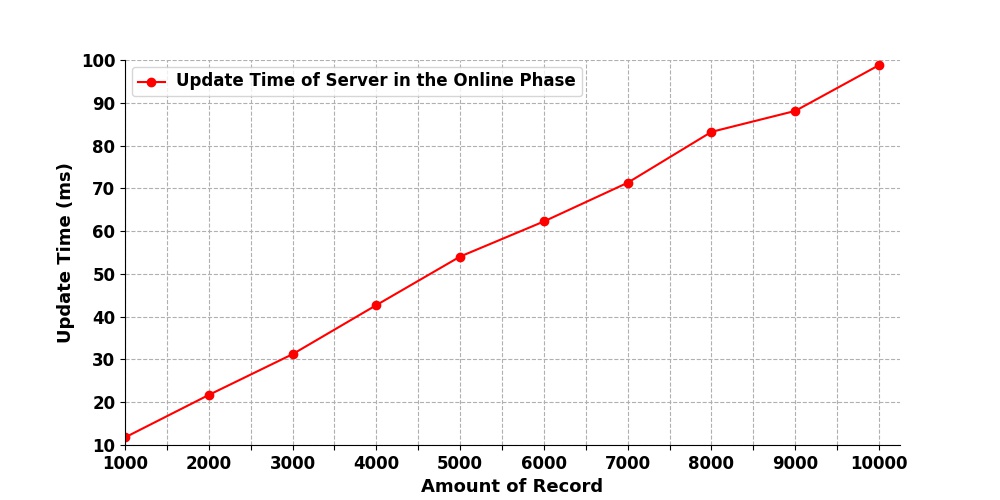 Update Time of Server in the Online Phase
100
90
80
70
60
50
40
30
20
10
Update Time (ms)
1000 2000 3000 4000 5000 6000 7000 8000 9000 10000
Amount of Record